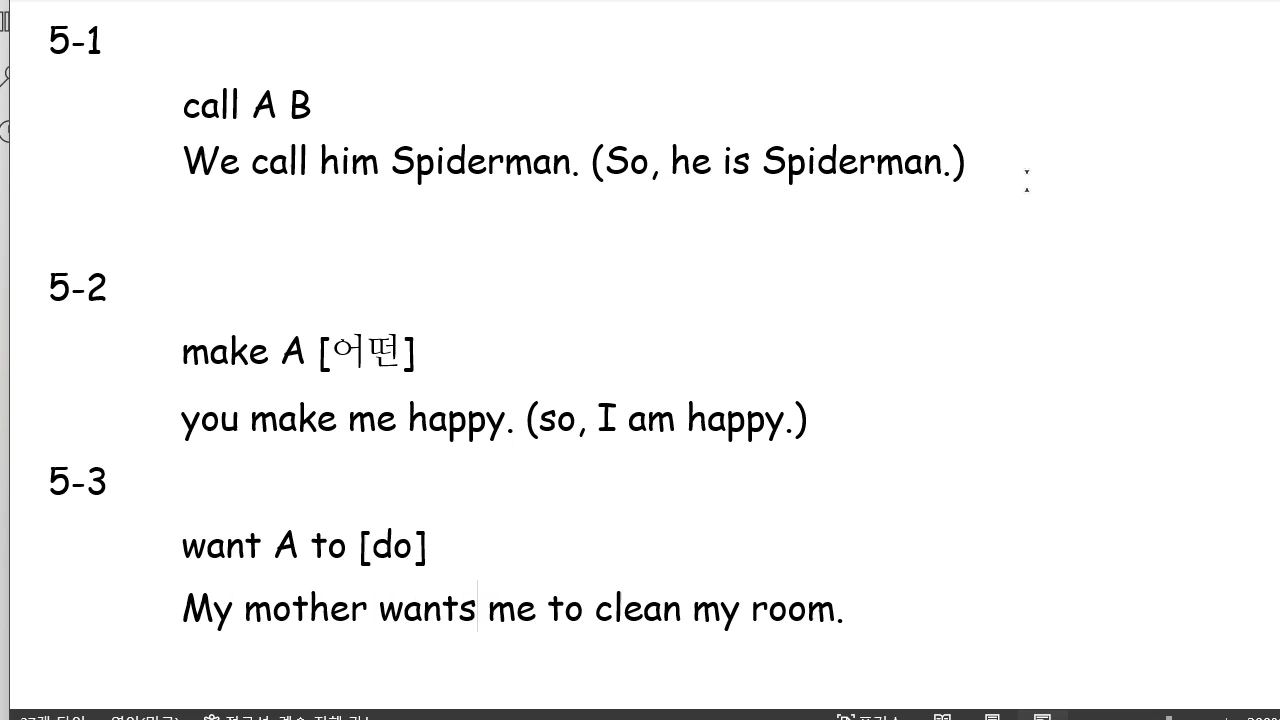 5-1
call A B
We call him Spiderman. (So, he is Spiderman.)
5-2
make A [어떤]
you make me happy. (so, I am happy.)
5-3
want A to [do]
My mother wants me to clean my room.